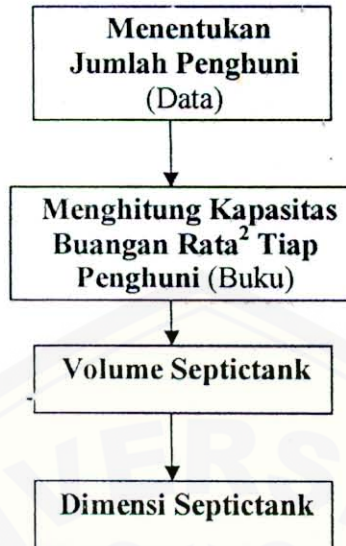 Menentukan
Jumlah Penghuni
(Data)
Menghitung Kapasitas
Buangan Rata² Tiap
Penghuni (Buku)
Volume Septictank
Dimensi Septictank